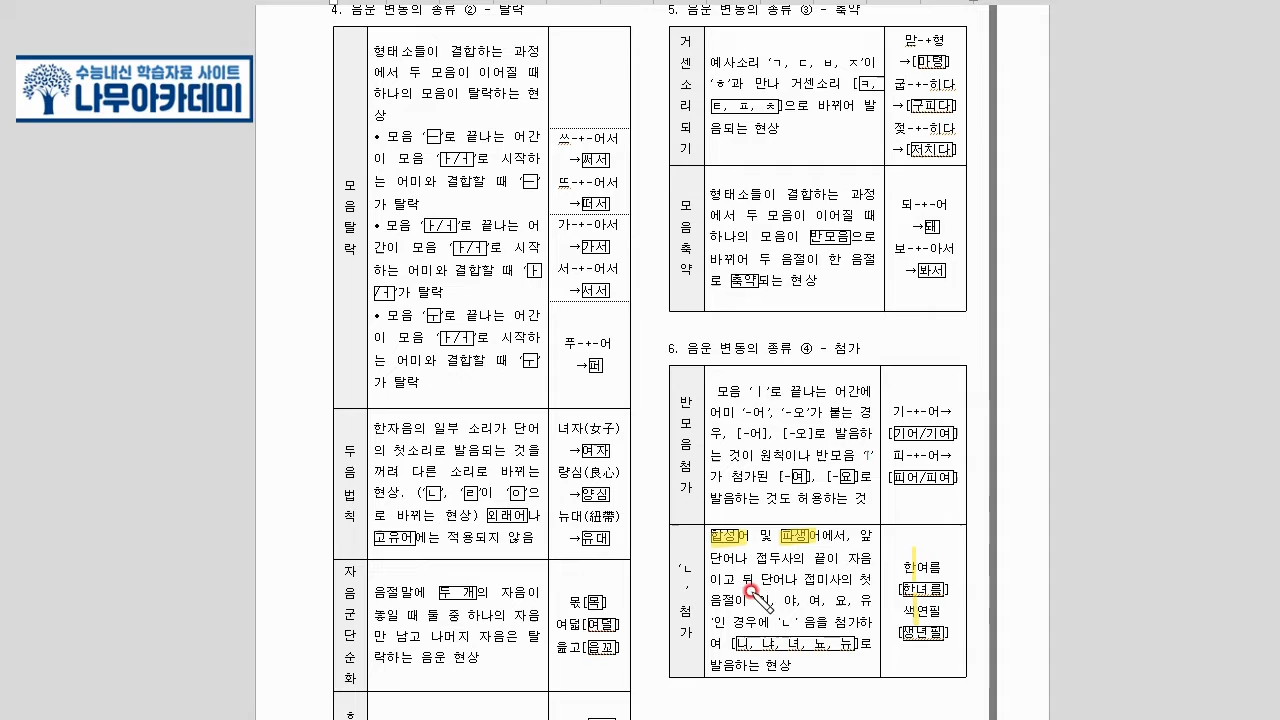 수능내신 학습자료 사이트
나무아카데미
4. 음운 변동의 종류 ② - 탈락
모음탈락
형태소들이 결합하는 과정
에서 두 모음이 이어질 때
하나의 모음이 탈락하는 현
상
• 모음 'ㅡ'로 끝나는 어간
이 모음 'ㅏ/ㅓ'로 시작하
는 어미와 결합할 때 'ㅡ'
가 탈락
• 모음 'ㅏ/ㅓ'로 끝나는 어
간이 모음 'ㅏ/ㅓ'로 시작
하는 어미와 결합할 때 'ㅏ
/ㅓ'가 탈락
• 모음 'ㅜ'로 끝나는 어간
이 모음 'ㅏ/ㅓ'로 시작하
는 어미와 결합할 때 'ㅜ'
가 탈락
쓰-+-어서
→써서
뜨-+-어서
→떠서
가-+-아서
→가서
서-+-어서
→서서
푸-+-어
→퍼
두음법칙
한자음의 일부 소리가 단어
의 첫소리로 발음되는 것을
꺼려 다른 소리로 바뀌는
현상. ('ㄴ', 'ㄹ'이 'ㅇ'으
로 바뀌는 현상) 외래어나
고유어에는 적용되지 않음
녀자(女子)
→여자
량심(良心)
→양심
뉴대(紐帶)
→유대
자음군단순화
음절말에 두 개의 자음이
놓일 때 둘 중 하나의 자음
만 남고 나머지 자음은 탈
락하는 음운 현상
몫[목]
여덟[여덜]
읊고[읍꼬]
5. 음운 변동의 종류 ③ - 축약
거센소리되기
예사소리 'ㄱ, ㄷ, ㅂ, ㅈ'이
'ㅎ'과 만나 거센소리 [ㅋ,
ㅌ, ㅍ, ㅊ]으로 바뀌어 발
음되는 현상
맏-+형
→[마텽]
굽-+-히다
→[구피다]
젖-+-히다
→[저치다]
모음축약
형태소들이 결합하는 과정
에서 두 모음이 이어질 때
하나의 모음이 반모음으로
바뀌어 두 음절이 한 음절
로 축약되는 현상
되-+-어
→돼
보-+-아서
→봐서
6. 음운 변동의 종류 ④ - 첨가
반모음첨가
모음 'ㅣ'로 끝나는 어간에
어미 '-어', '-오'가 붙는 경
우, [-어], [-오]로 발음하
는 것이 원칙이나 반모음 'ㅣ'
가 첨가된 [-여], [-요]로
발음하는 것도 허용하는 것
기-+-어→
[기어/기여]
피-+-어→
[피어/피여]
'ㄴ' 첨가
합성어 및 파생어에서, 앞
단어나 접두사의 끝이 자음
이고 뒤 단어나 접미사의 첫
음절이 야, 여, 요, 유
'인 경우에 'ㄴ' 음을 첨가하
여 [니, 냐, 녀, 뇨, 뉴]로
발음하는 현상
한여름
[한녀름]
색연필
[생년필]